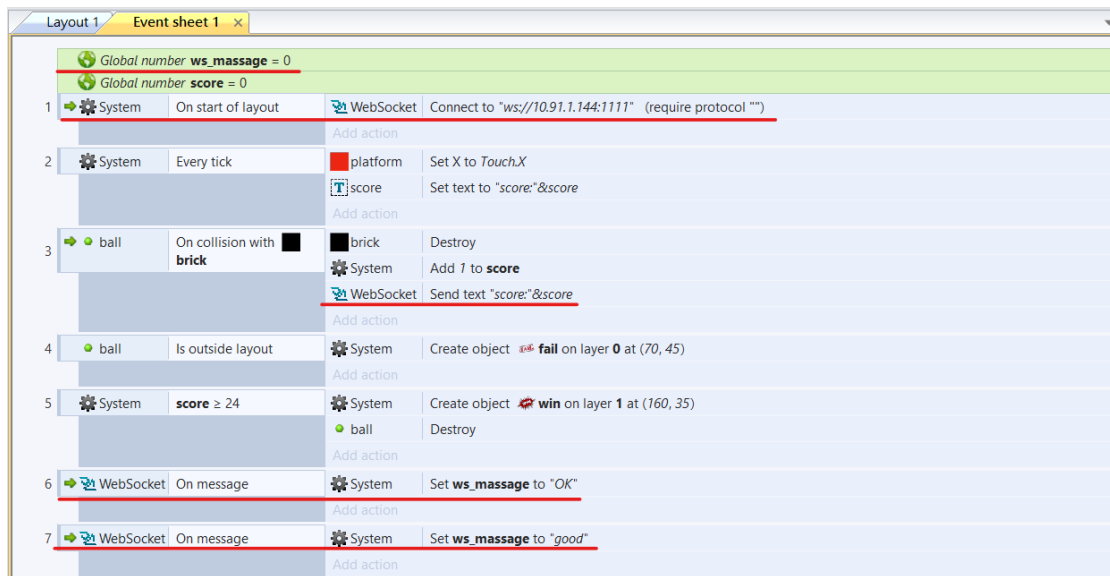 Layout 1 Event sheet 1 ×
Global number ws_massage = 0
Global number score = 0
1 System On start of layout WebSocket Connect to "ws://10.91.1.144:1111" (require protocol "")
Add action
2 System Every tick platform Set X to Touch.X
T score Set text to "score:"&score
Add action
3 ball On collision with brick brick Destroy
System Add 1 to score
WebSocket Send text "score:"&score
Add action
4 ball Is outside layout System Create object fail on layer 0 at (70, 45)
Add action
5 System score ≥ 24 System Create object win on layer 1 at (160, 35)
ball Destroy
Add action
6 WebSocket On message System Set ws_massage to "OK"
Add action
7 WebSocket On message System Set ws_massage to "good"
Add action